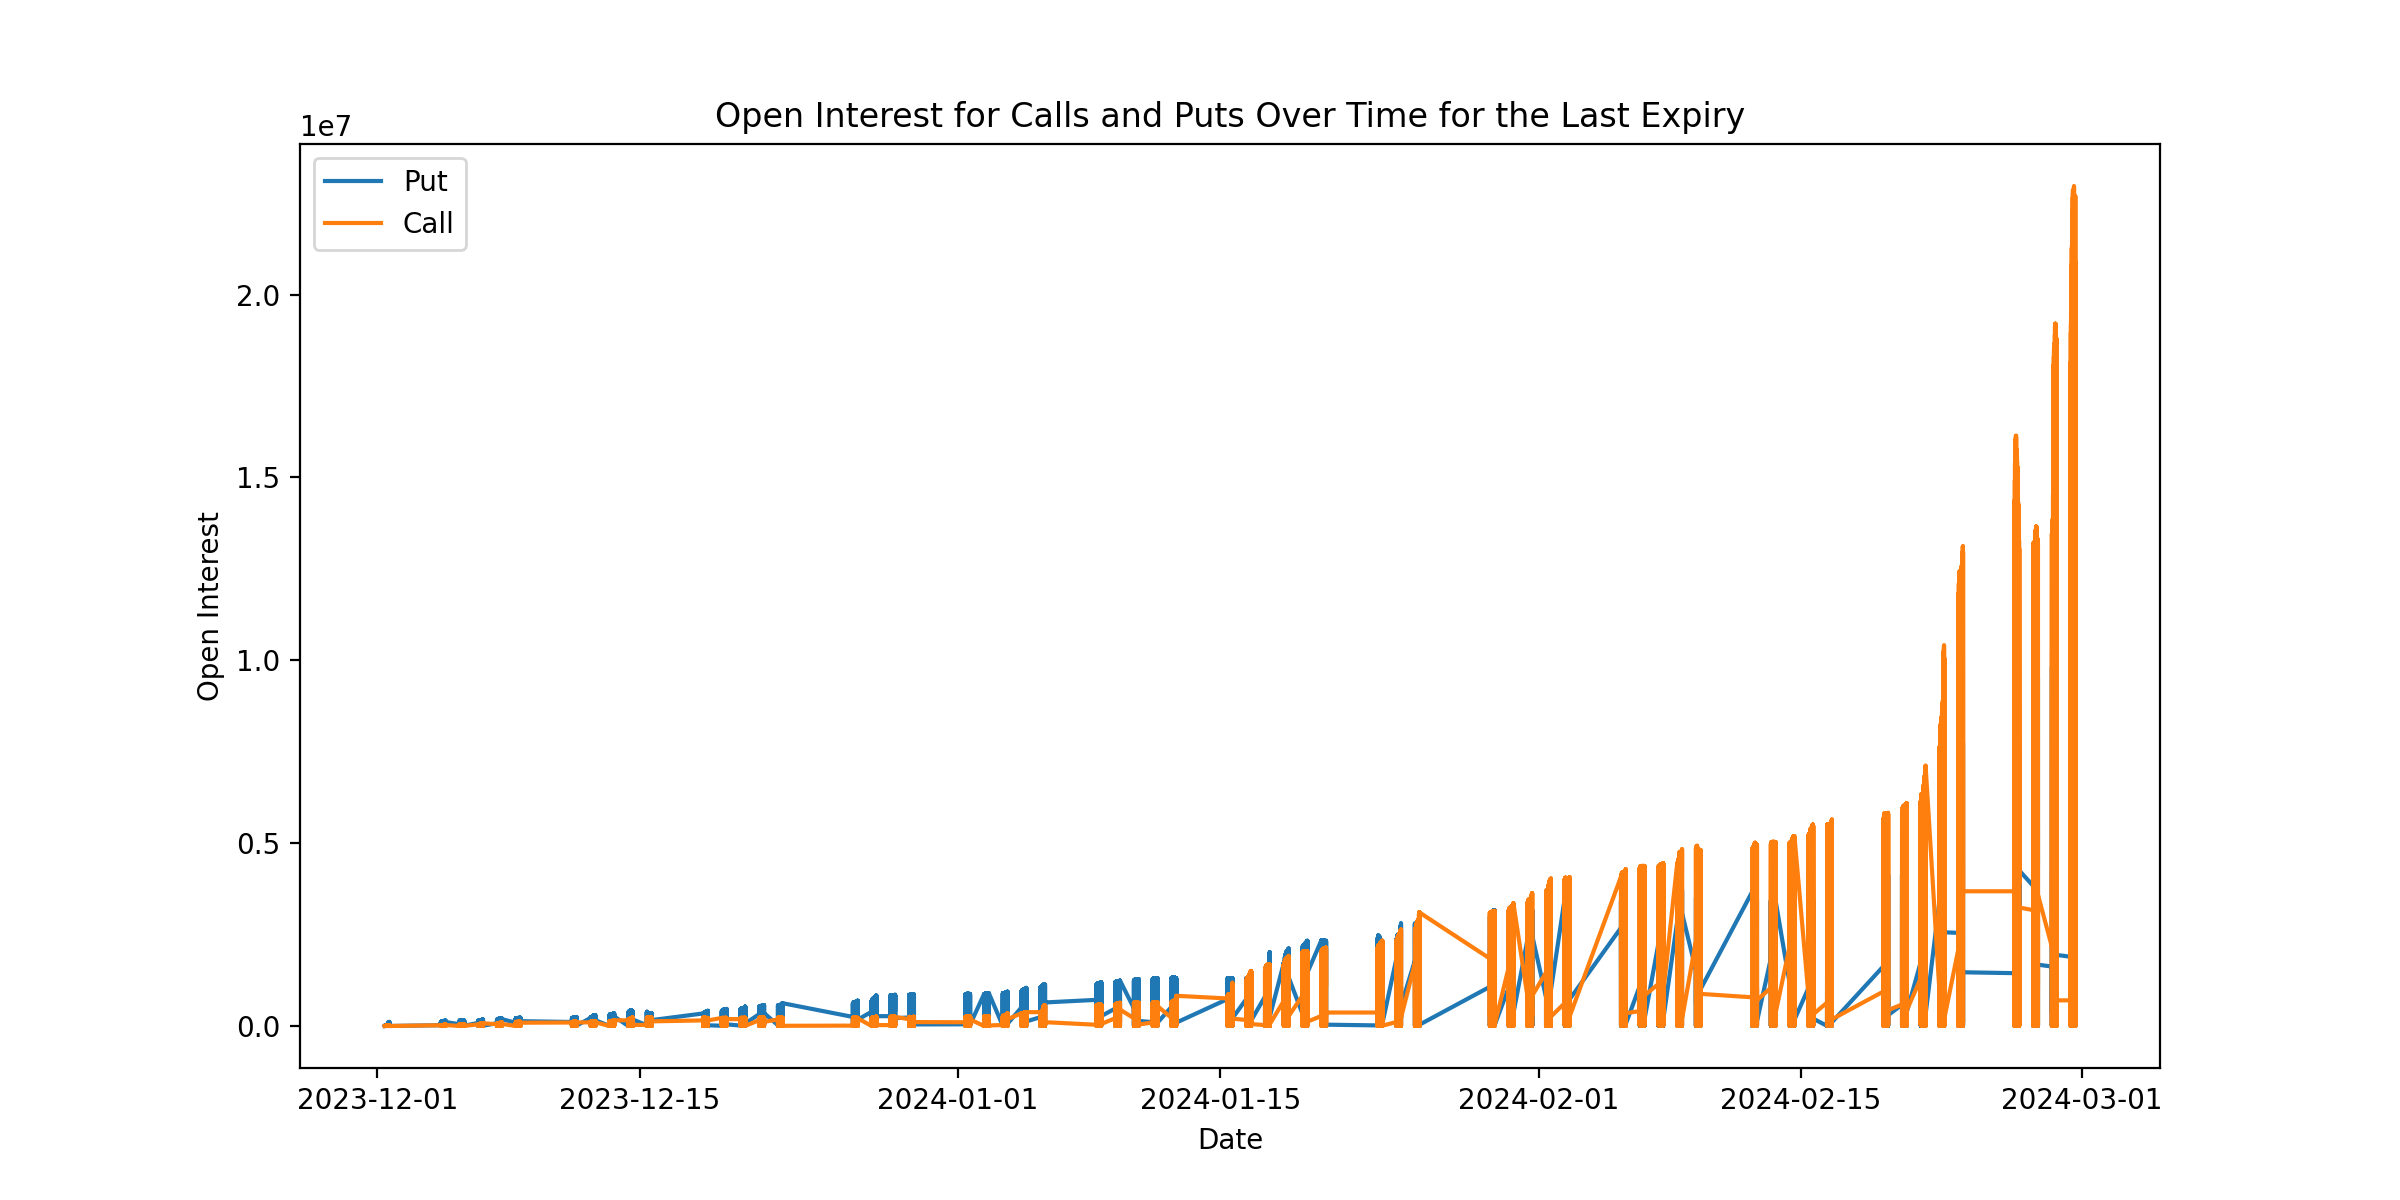 Open Interest for Calls and Puts Over Time for the Last Expiry
1e7
Put
Call
2.0
1.5
1.0
0.5
0.0
Open Interest
2023-12-01 2023-12-15 2024-01-01 2024-01-15 2024-02-01 2024-02-15 2024-03-01
Date